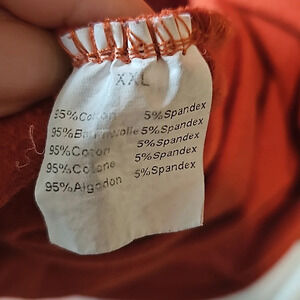 XXL
95%Cotton 5%Spandex
95%Baumwolle 5%Spandex
95%Coton 5%Spandex
95%Cotone 5%Spandex
95%Algodon 5%Spandex